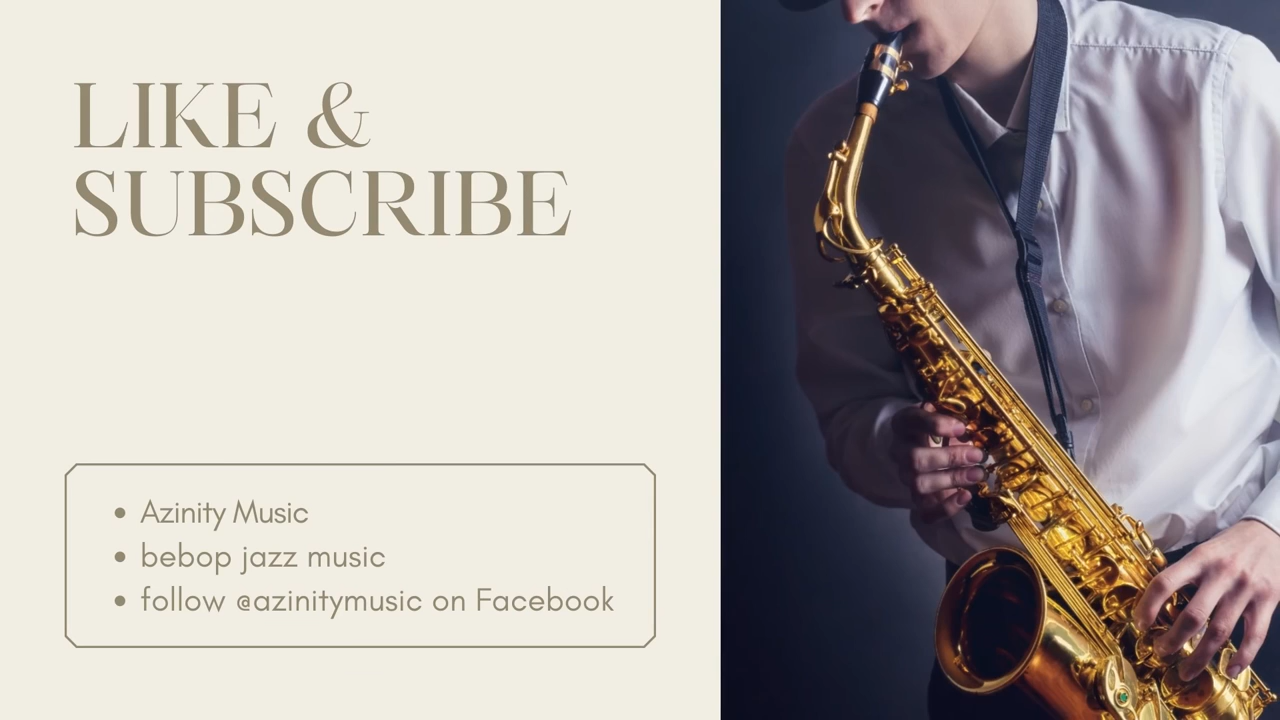 LIKE &
SUBSCRIBE
• Azinity Music
• bebop jazz music
• follow @azinitymusic on Facebook